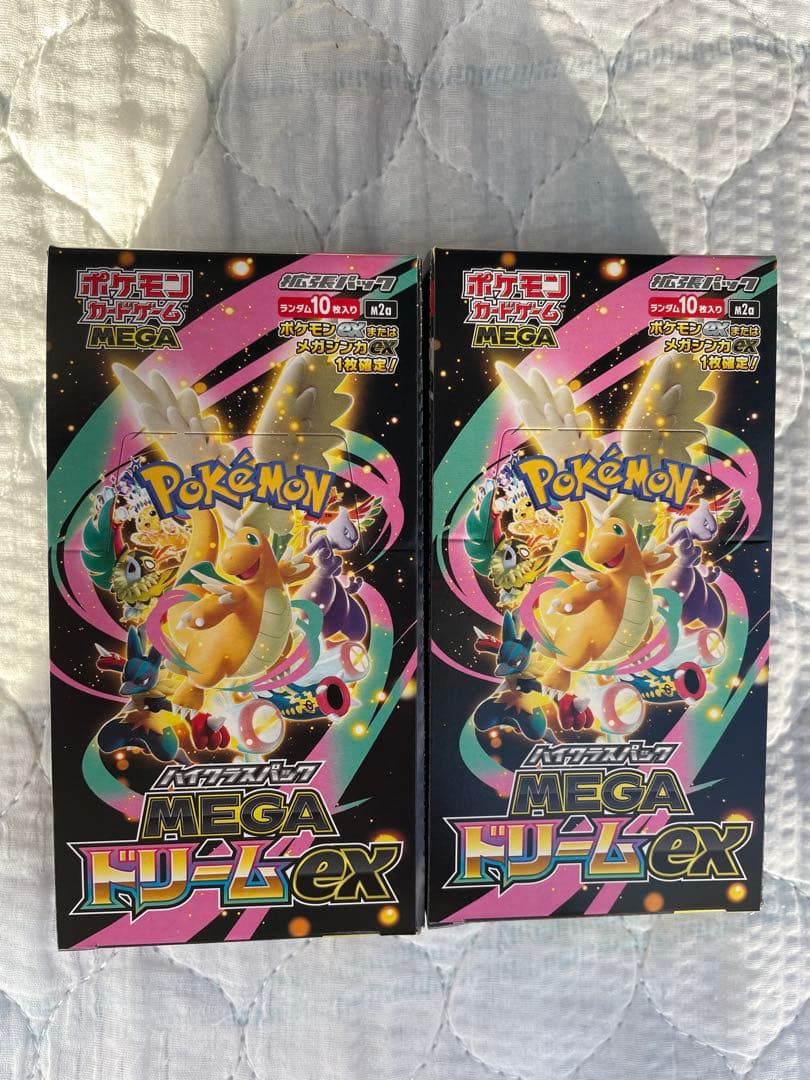 ポケモン
カードゲーム
MEGA
拡張パック
ランダム10枚入り
M2a
ポケモンexまたは
メガシンカex
1枚確定!
POKéMON
ハイクラスパック
MEGA
ドリームex
ポケモン
カードゲーム
MEGA
拡張パック
ランダム10枚入り
M2a
ポケモンexまたは
メガシンカex
1枚確定!
POKéMON
ハイクラスパック
MEGA
ドリームex